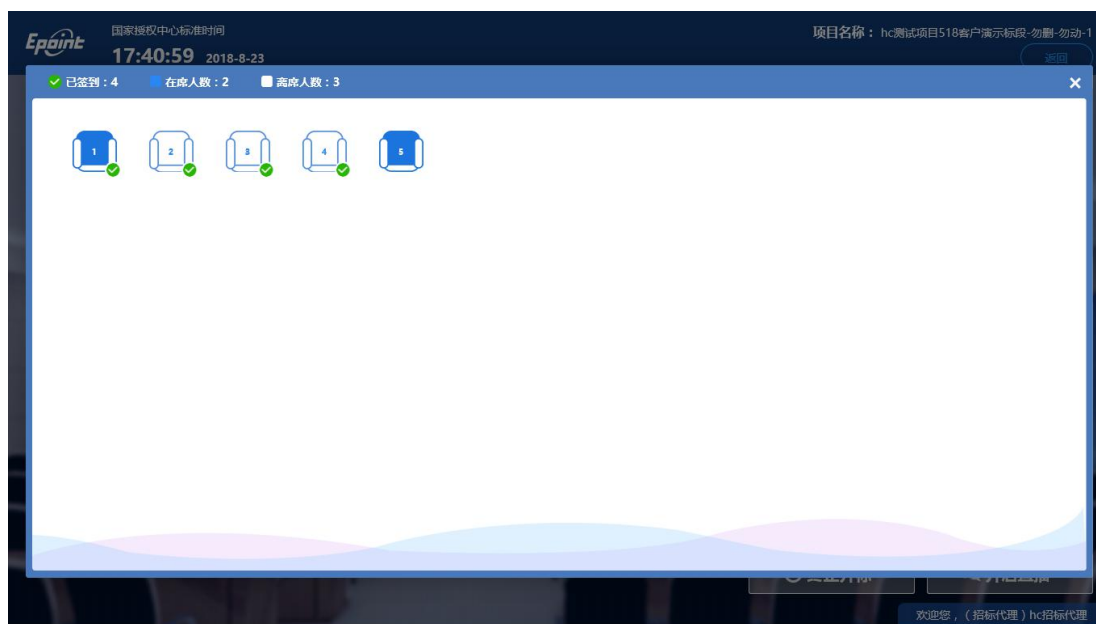 Epoint
国家授权中心标准时间
项目名称：hc测试项目518客户演示标段-勿删-勿动-1
17:40:59 2018-8-23
返回
已签到：4 在席人数：2 离席人数：3
1 2 3 4 5
欢迎您，（招标代理）hc招标代理